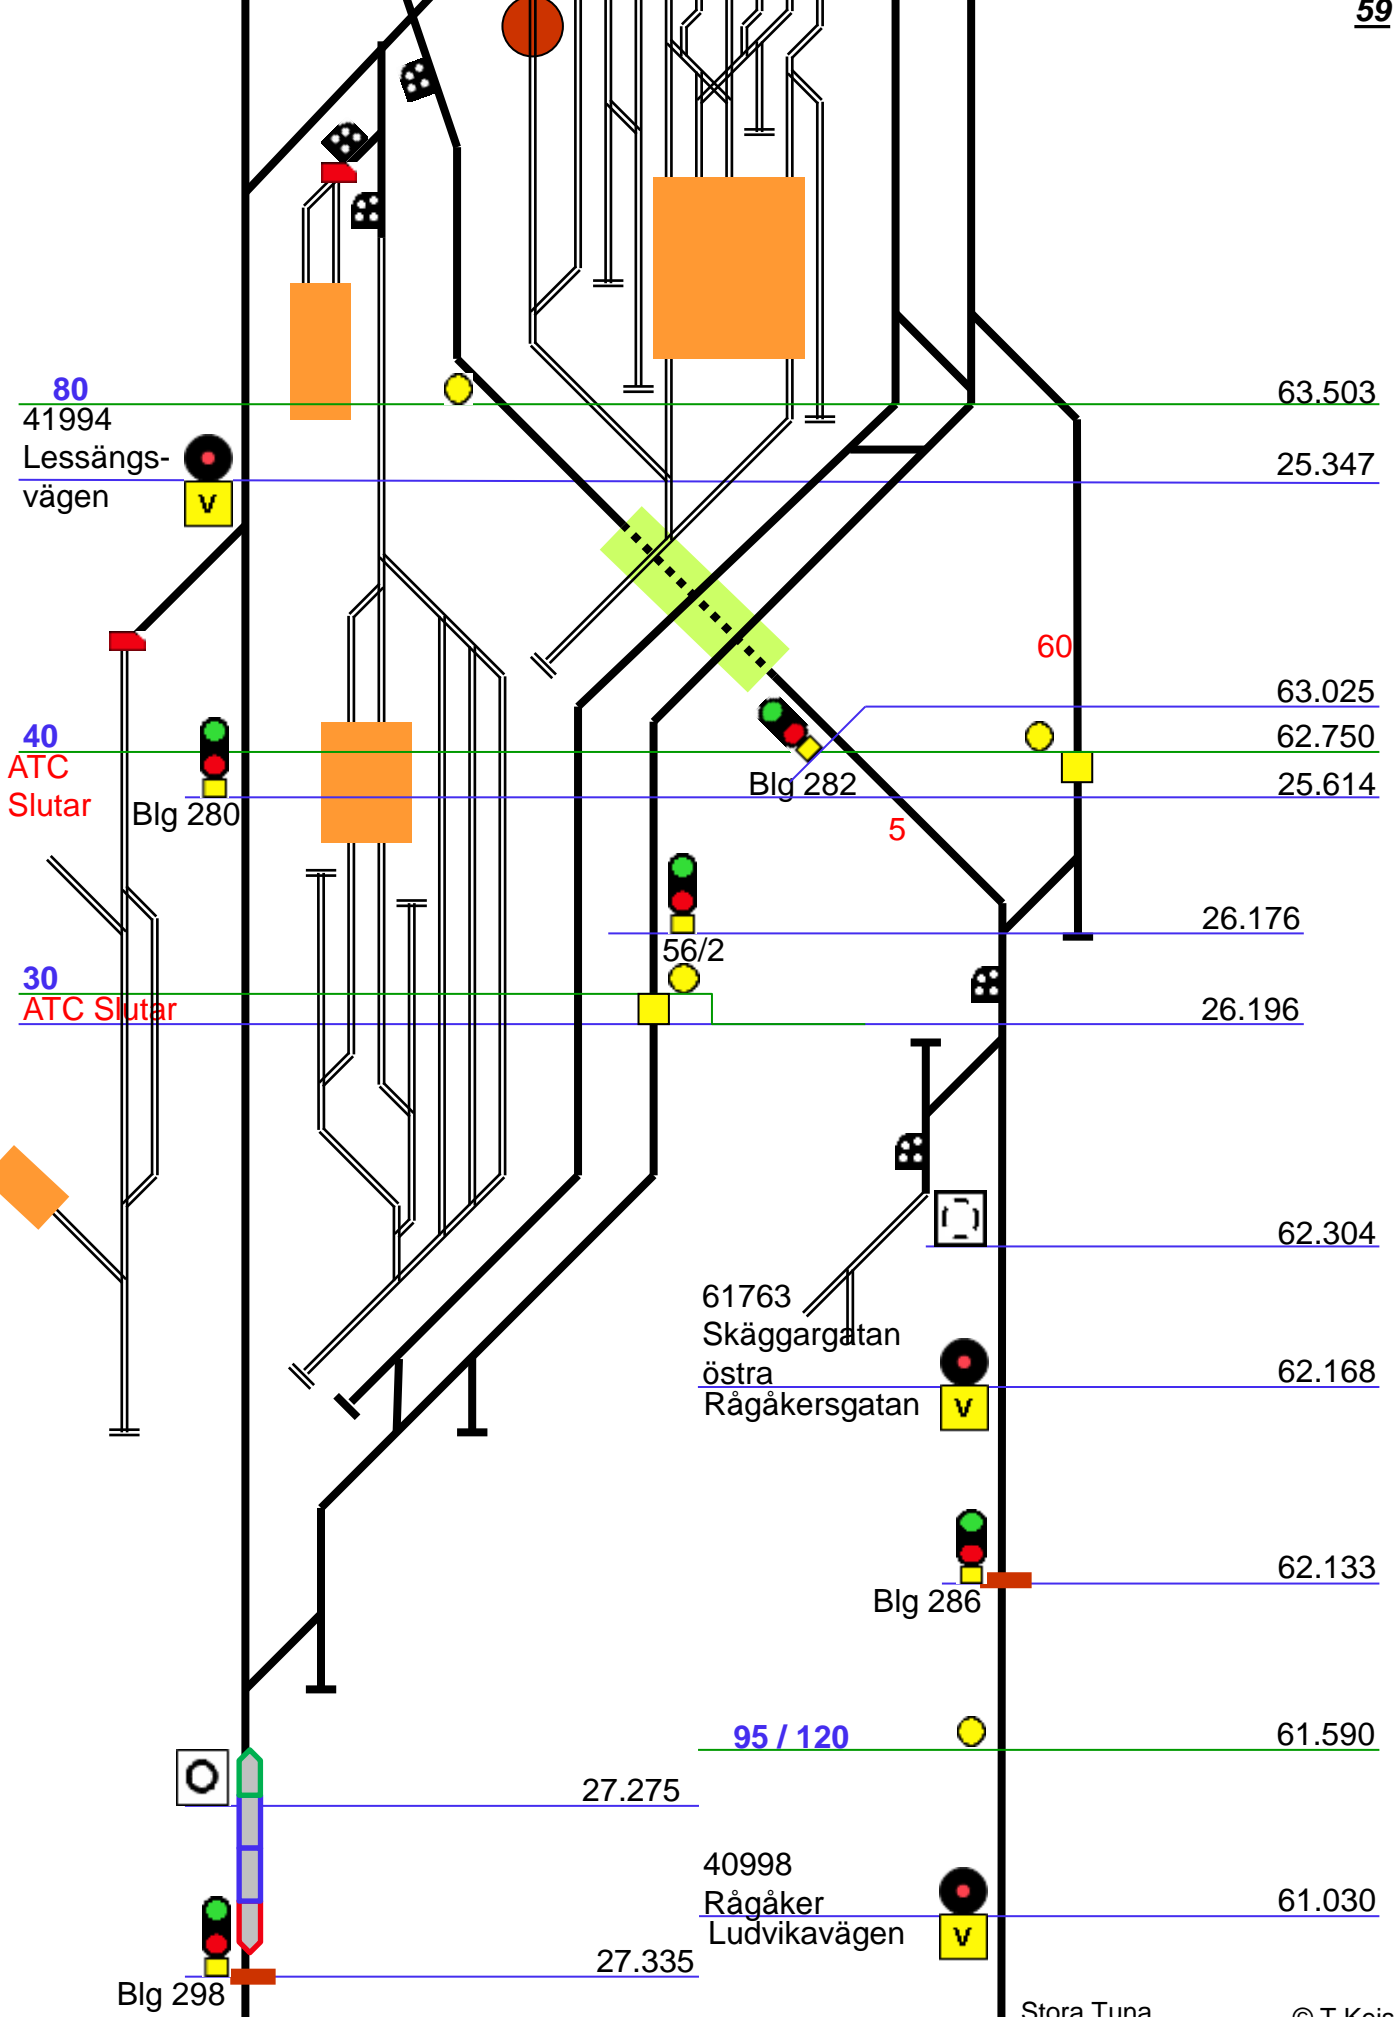 59
80
63.503
41994
Lessängs-
25.347
vägen
V
60
63.025
40
62.750
ATC
Slutar
25.614
Blg 280
Blg 282
5
26.176
56/2
30
ATC Slutar
26.196
62.304
61763
Skäggargatan
östra
62.168
Rågåkersgatan
V
62.133
Blg 286
95 / 120
61.590
27.275
40998
Rågåker
61.030
Ludvikavägen
V
27.335
Blg 298
Stora Tuna
© T Keis